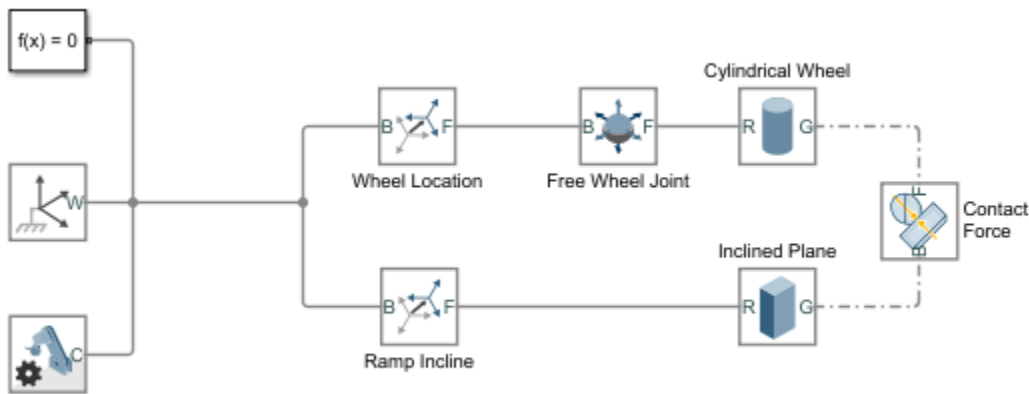 f(x) = 0
Cylindrical Wheel
B F
B F
R G
Wheel Location
Free Wheel Joint
W
F
Contact
Force
B
Inclined Plane
B F
R G
Ramp Incline
C